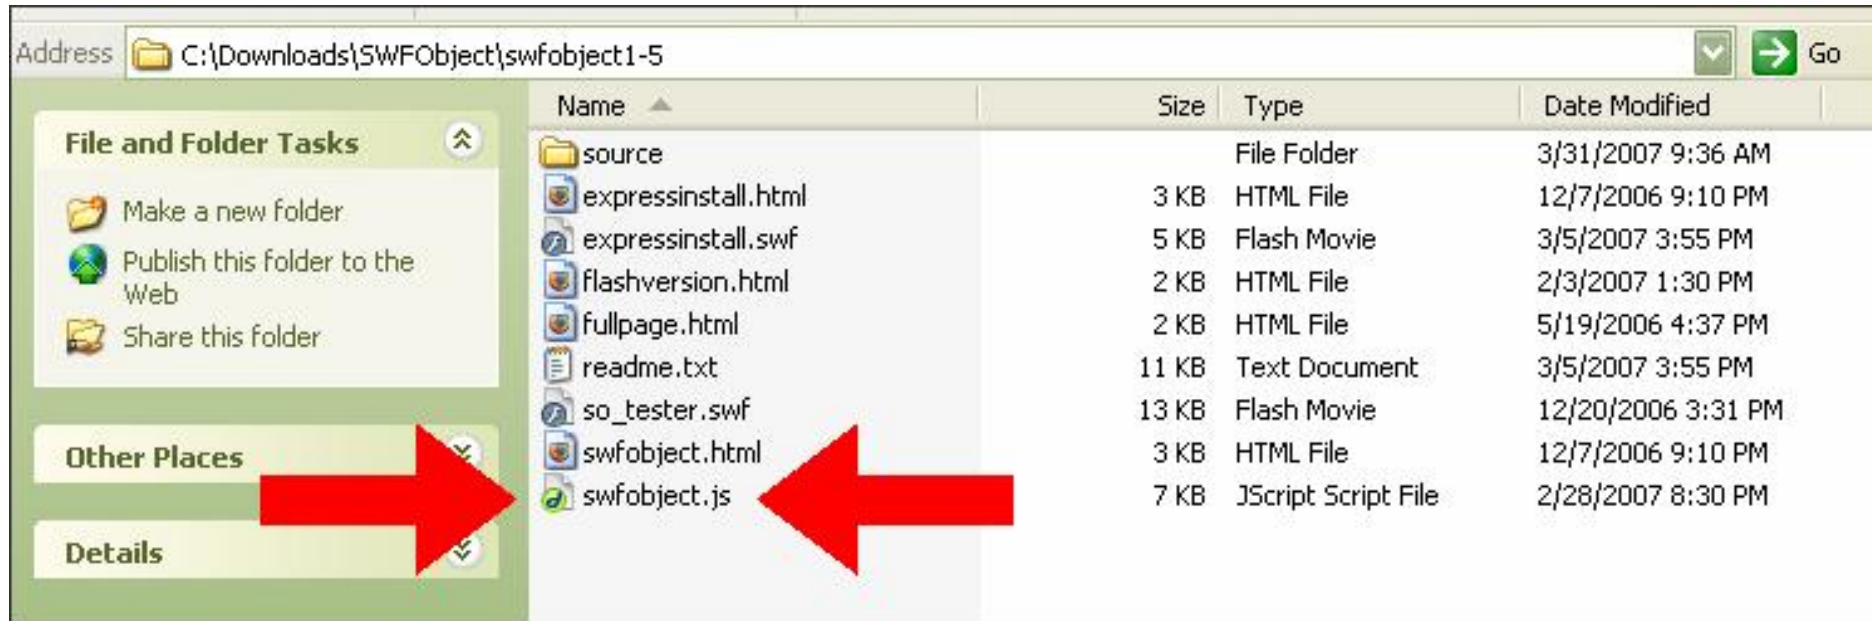 Address C:\Downloads\SWFObject\swfobject1-5 Go
File and Folder Tasks
Make a new folder
Publish this folder to the
Web
Share this folder
Other Places
Details
Name Size Type Date Modified
source File Folder 3/31/2007 9:36 AM
expressinstall.html 3 KB HTML File 12/7/2006 9:10 PM
expressinstall.swf 5 KB Flash Movie 3/5/2007 3:55 PM
flashversion.html 2 KB HTML File 2/3/2007 1:30 PM
fullpage.html 2 KB HTML File 5/19/2006 4:37 PM
readme.txt 11 KB Text Document 3/5/2007 3:55 PM
so_tester.swf 13 KB Flash Movie 12/20/2006 3:31 PM
swfobject.html 3 KB HTML File 12/7/2006 9:10 PM
swfobject.js 7 KB JScript Script File 2/28/2007 8:30 PM